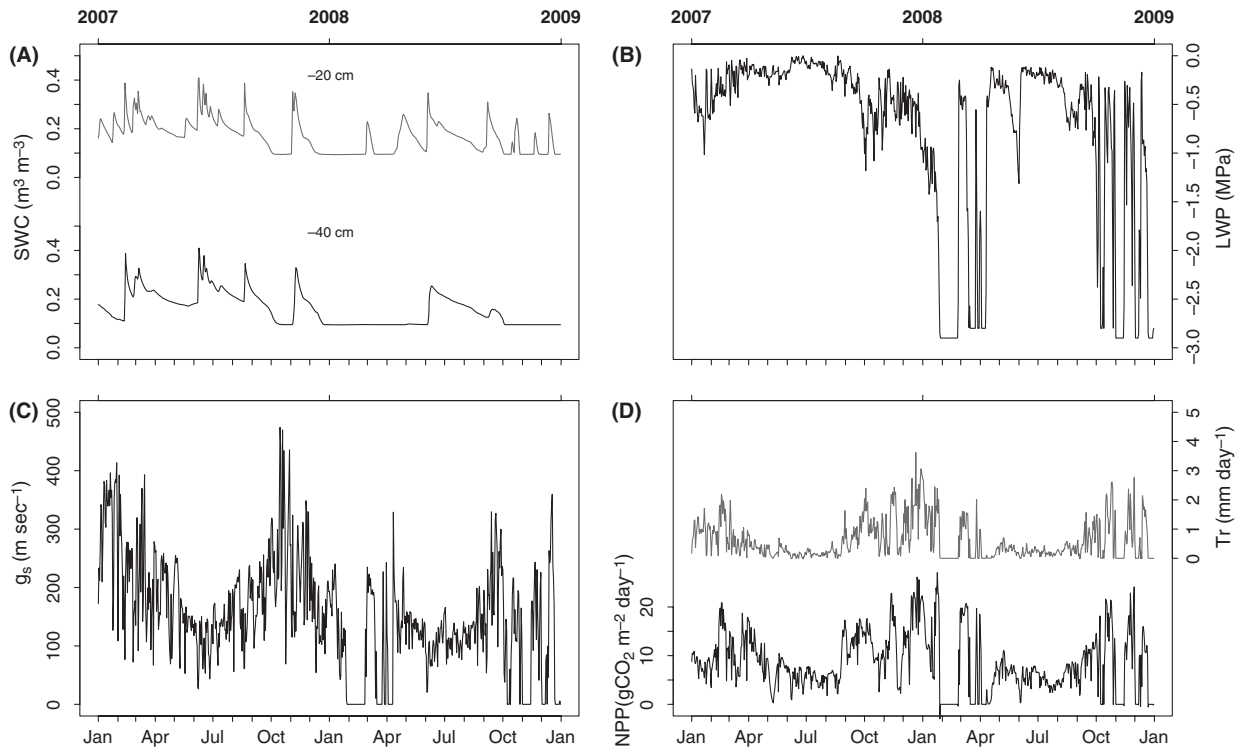 2007 2008 2009
2007 2008 2009
(A)
−20 cm
−40 cm
SWC (m³ m⁻³)
0.0 0.2 0.4
0.0 0.2 0.4
(B)
0.0
−0.5
−1.0
−1.5
−2.0
−2.5
−3.0
LWP (MPa)
(C)
500
400
300
200
100
0
gₛ (m sec⁻¹)
Jan Apr Jul Oct Jan Apr Jul Oct Jan
(D)
5
4
3
2
1
0
Tr (mm day⁻¹)
20
10
0
NPP(gCO₂ m⁻² day⁻¹)
Jan Apr Jul Oct Jan Apr Jul Oct Jan